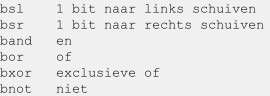 bsl 1 bit naar links schuiven
bsr 1 bit naar rechts schuiven
band en
bor of
bxor exclusieve of
bnot niet